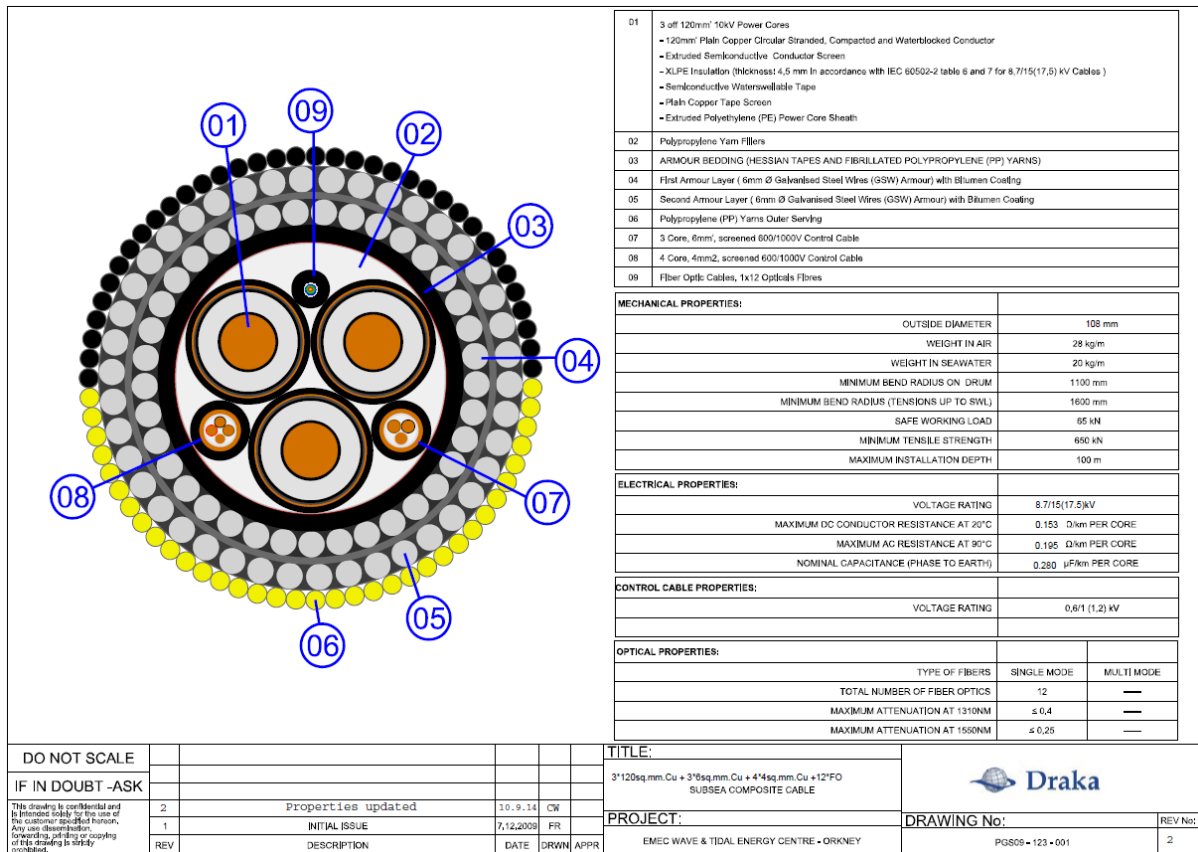 01
09
02
03
04
08
07
05
06
01 3 off 120mm² 10kV Power Cores
- 120mm² Plain Copper Circular Stranded, Compacted and Waterblocked Conductor
- Extruded Semiconductive Conductor Screen
- XLPE Insulation (thickness: 4,5 mm in accordance with IEC 60502-2 table 6 and 7 for 8,7/15(17,5) kV Cables )
- Semiconductive Waterswellable Tape
- Plain Copper Tape Screen
- Extruded Polyethylene (PE) Power Core Sheath
02 Polypropylene Yarn Fillers
03 ARMOUR BEDDING (HESSIAN TAPES AND FIBRILLATED POLYPROPYLENE (PP) YARNS)
04 First Armour Layer ( 6mm Ø Galvanised Steel Wires (GSW) Armour) with Bitumen Coating
05 Second Armour Layer ( 6mm Ø Galvanised Steel Wires (GSW) Armour) with Bitumen Coating
06 Polypropylene (PP) Yarns Outer Serving
07 3 Core, 6mm², screened 600/1000V Control Cable
08 4 Core, 4mm2, screened 600/1000V Control Cable
09 Fiber Optic Cables, 1x12 Opticals Fibres
MECHANICAL PROPERTIES:
OUTSIDE DIAMETER 108 mm
WEIGHT IN AIR 28 kg/m
WEIGHT IN SEAWATER 20 kg/m
MINIMUM BEND RADIUS ON DRUM 1100 mm
MINIMUM BEND RADIUS (TENSIONS UP TO SWL) 1600 mm
SAFE WORKING LOAD 65 kN
MINIMUM TENSILE STRENGTH 650 kN
MAXIMUM INSTALLATION DEPTH 100 m
ELECTRICAL PROPERTIES:
VOLTAGE RATING 8.7/15(17.5)kV
MAXIMUM DC CONDUCTOR RESISTANCE AT 20°C 0.153 Ω/km PER CORE
MAXIMUM AC RESISTANCE AT 90°C 0.195 Ω/km PER CORE
NOMINAL CAPACITANCE (PHASE TO EARTH) 0.280 µF/km PER CORE
CONTROL CABLE PROPERTIES:
VOLTAGE RATING 0,6/1 (1,2) kV
OPTICAL PROPERTIES:
TYPE OF FIBERS SINGLE MODE MULTI MODE
TOTAL NUMBER OF FIBER OPTICS 12 —
MAXIMUM ATTENUATION AT 1310NM ≤ 0,4 —
MAXIMUM ATTENUATION AT 1550NM ≤ 0,25 —
DO NOT SCALE
IF IN DOUBT -ASK
This drawing is confidential and
is intended solely for the use of
the customer specified hereon.
Any use dissemination,
forwarding, printing or copying
of this drawing is strictly
prohibited.
2 Properties updated 10.9.14 CW
1 INITIAL ISSUE 7,12,2009 FR
REV DESCRIPTION DATE DRWN APPR
TITLE:
3*120sq.mm.Cu + 3*6sq.mm.Cu + 4*4sq.mm.Cu +12*FO
SUBSEA COMPOSITE CABLE
PROJECT:
EMEC WAVE & TIDAL ENERGY CENTRE - ORKNEY
Draka
DRAWING No: REV No:
PGS09 - 123 - 001 2